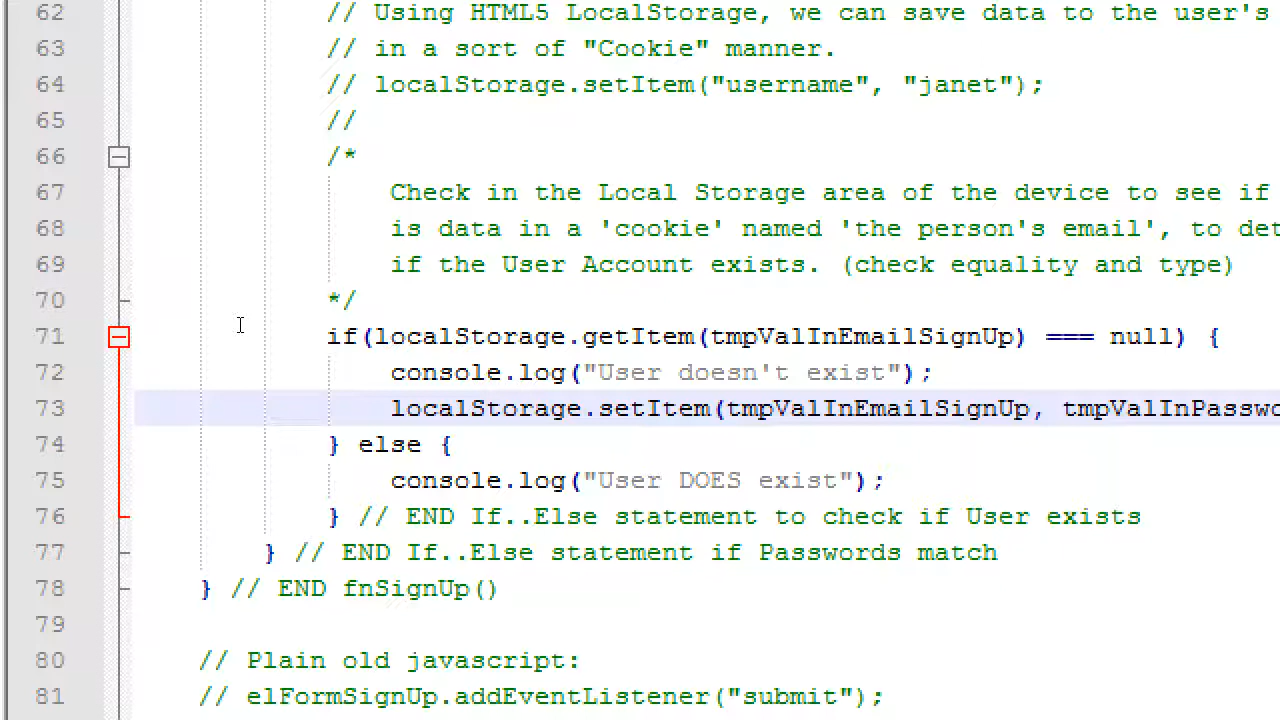 62 // Using HTML5 LocalStorage, we can save data to the user's
63 // in a sort of "Cookie" manner.
64 // localStorage.setItem("username", "janet");
65 //
66 /*
67 Check in the Local Storage area of the device to see if
68 is data in a 'cookie' named 'the person's email', to
69 if the User Account exists. (check equality and type)
70 */
71 if(localStorage.getItem(tmpValInEmailSignUp) === null) {
72 console.log("User doesn't exist");
73 localStorage.setItem(tmpValInEmailSignUp,
74 } else {
75 console.log("User DOES exist");
76 } // END If..Else statement to check if User exists
77 } // END If..Else statement if Passwords match
78 } // END fnSignUp()
79
80 // Plain old javascript:
81 // elFormSignUp.addEventListener("submit");